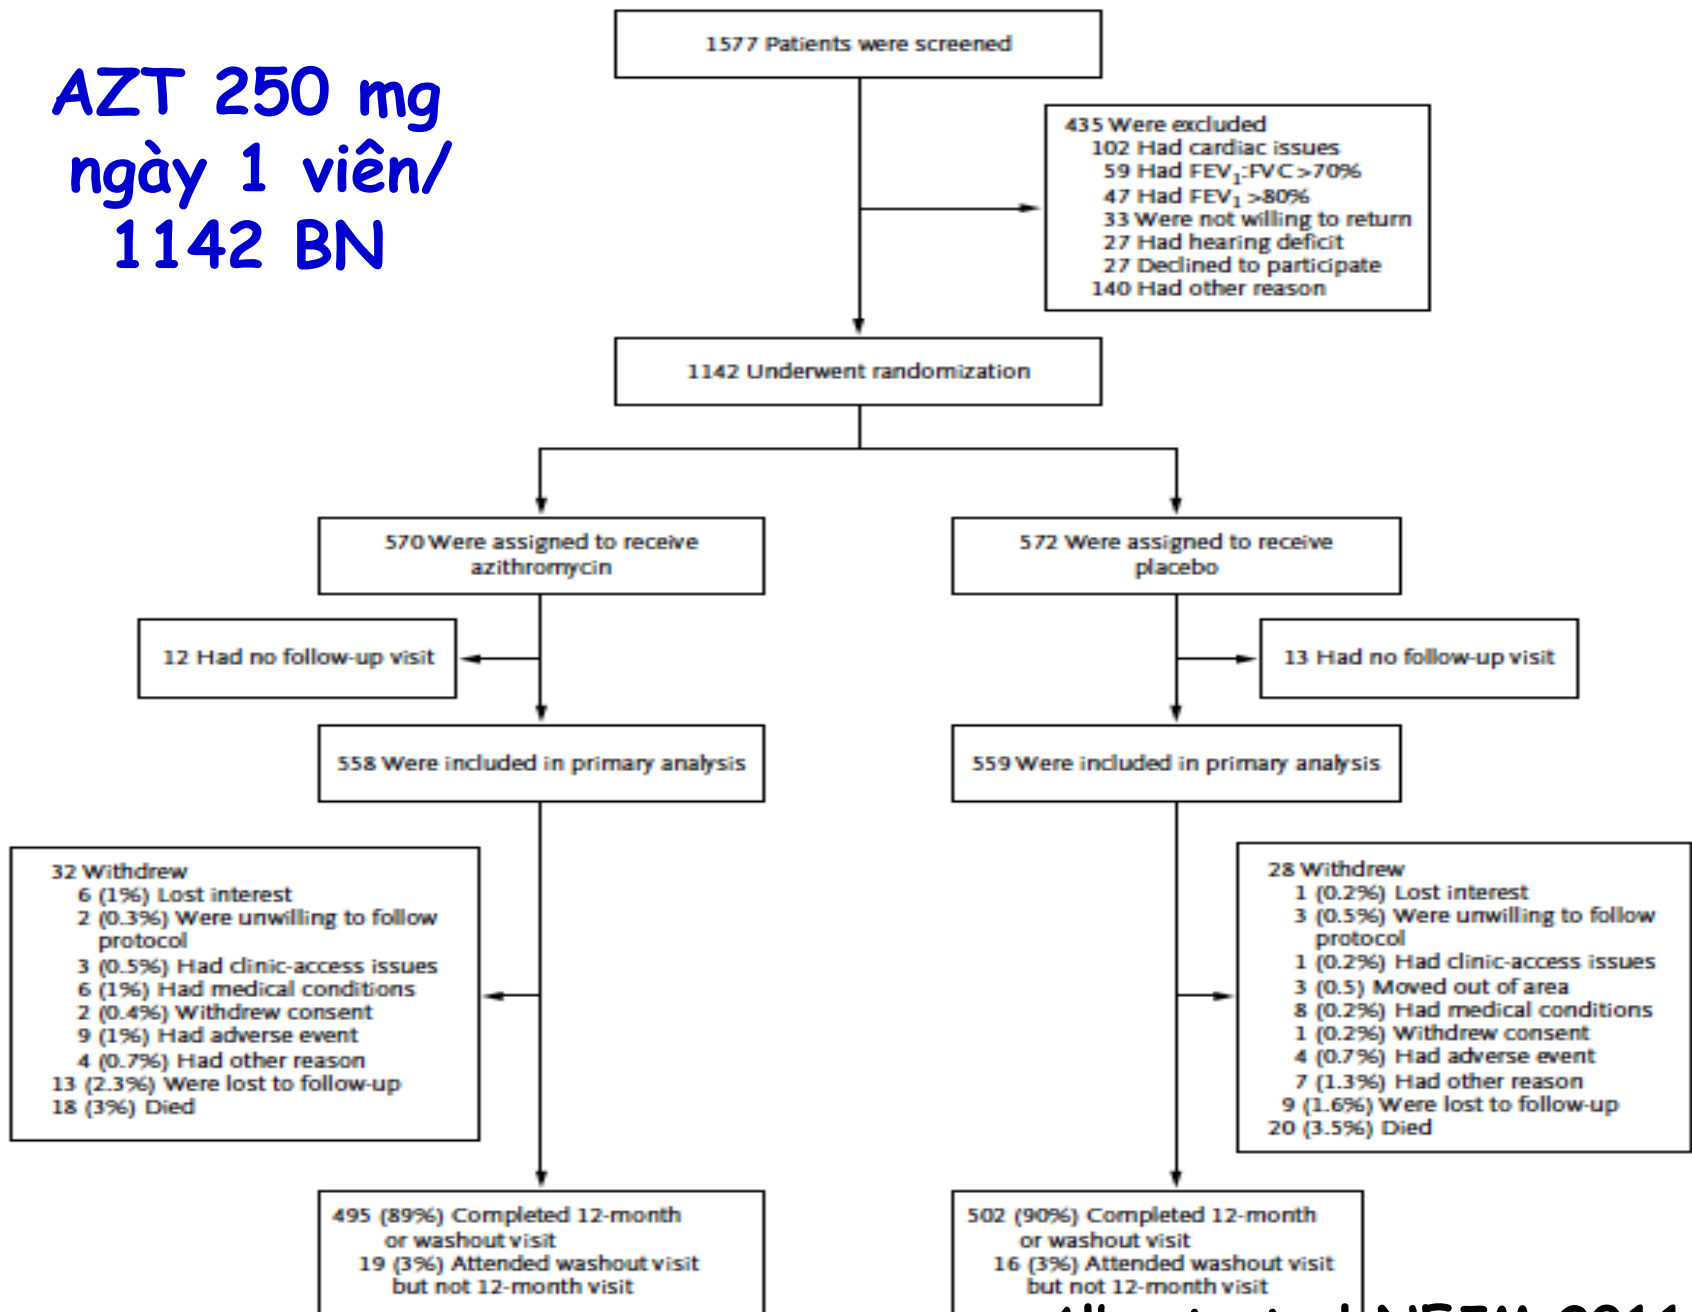 AZT 250 mg
ngày 1 viên/
1142 BN
1577 Patients were screened
435 Were excluded
102 Had cardiac issues
59 Had FEV1:FVC >70%
47 Had FEV1 >80%
33 Were not willing to return
27 Had hearing deficit
27 Declined to participate
140 Had other reason
1142 Underwent randomization
570 Were assigned to receive
azithromycin
572 Were assigned to receive
placebo
12 Had no follow-up visit
13 Had no follow-up visit
558 Were included in primary analysis
559 Were included in primary analysis
32 Withdrew
6 (1%) Lost interest
2 (0.3%) Were unwilling to follow
protocol
3 (0.5%) Had clinic-access issues
6 (1%) Had medical conditions
2 (0.4%) Withdrew consent
9 (1%) Had adverse event
4 (0.7%) Had other reason
13 (2.3%) Were lost to follow-up
18 (3%) Died
28 Withdrew
1 (0.2%) Lost interest
3 (0.5%) Were unwilling to follow
protocol
1 (0.2%) Had clinic-access issues
3 (0.5) Moved out of area
8 (0.2%) Had medical conditions
1 (0.2%) Withdrew consent
4 (0.7%) Had adverse event
7 (1.3%) Had other reason
9 (1.6%) Were lost to follow-up
20 (3.5%) Died
495 (89%) Completed 12-month
or washout visit
19 (3%) Attended washout visit
but not 12-month visit
502 (90%) Completed 12-month
or washout visit
16 (3%) Attended washout visit
but not 12-month visit
NEJM 2011